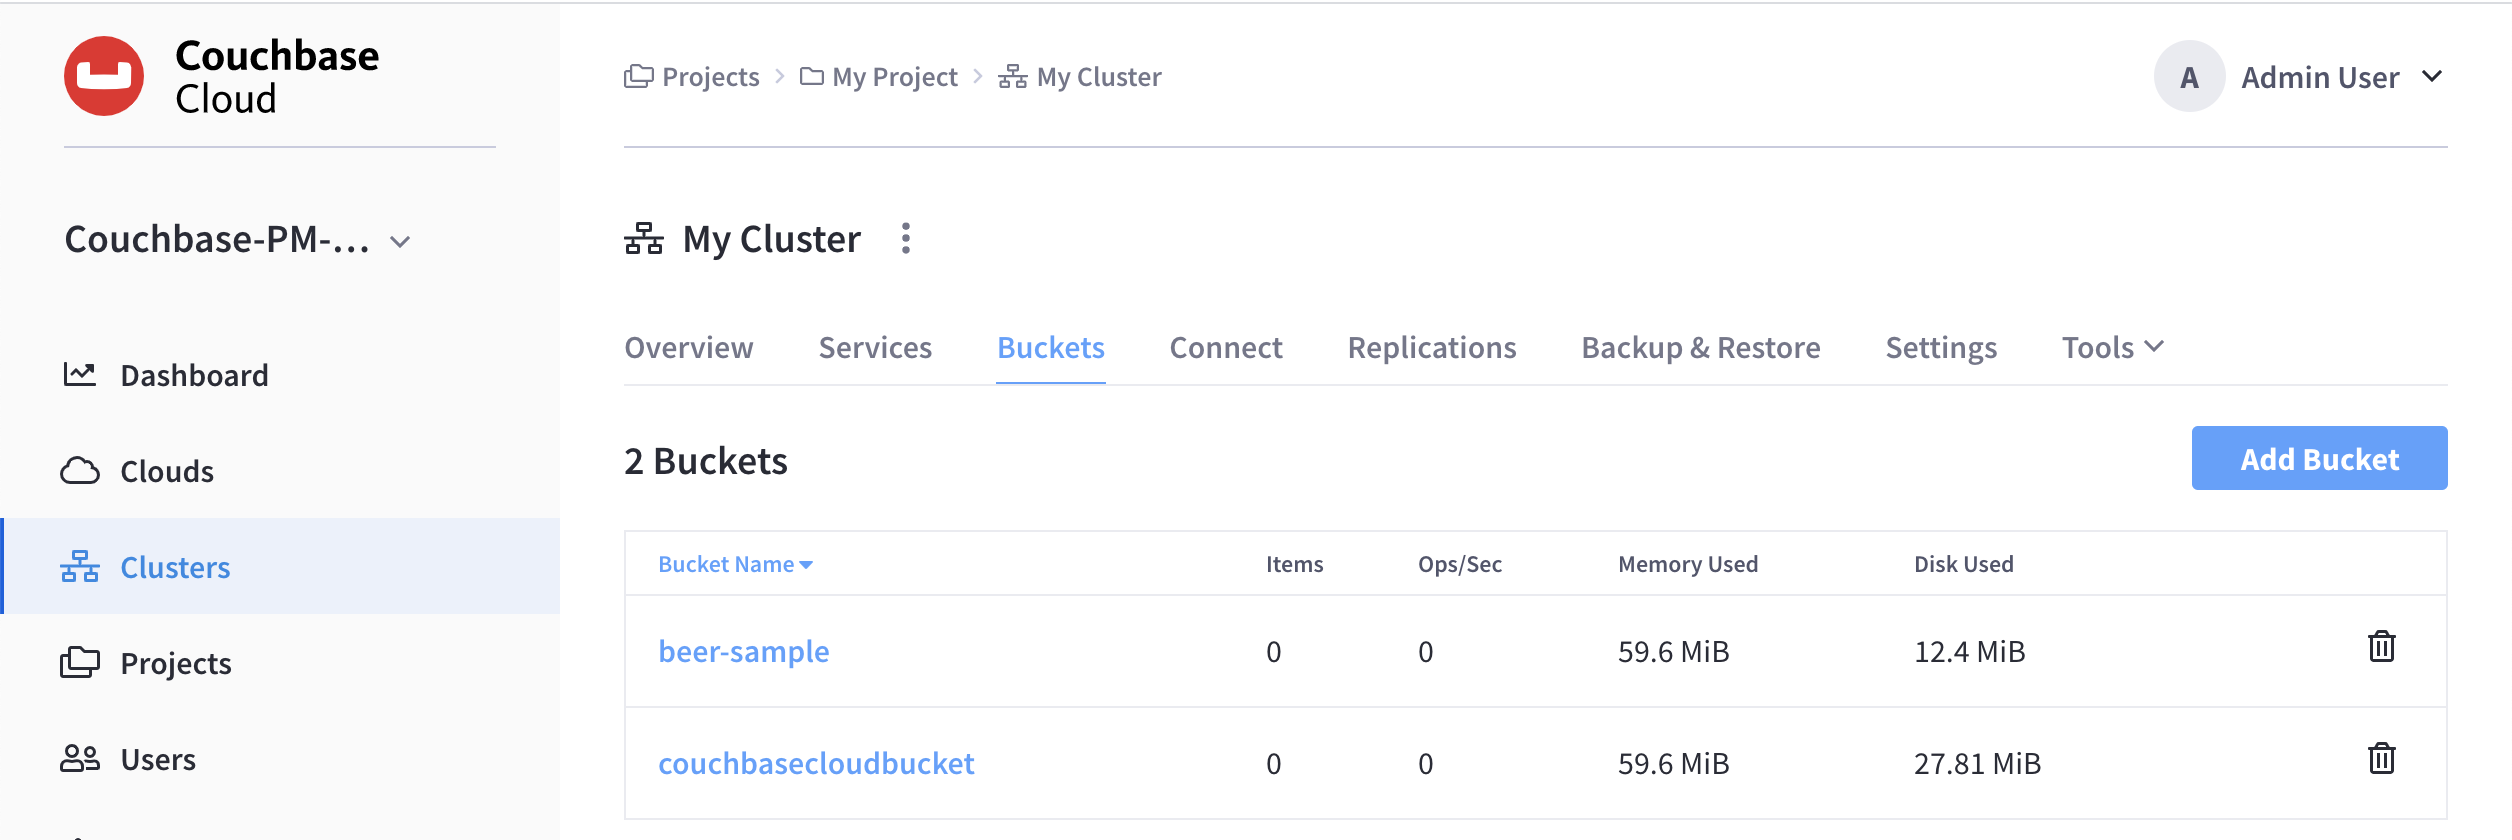 Couchbase
Cloud
Projects > My Project > My Cluster
A Admin User
Couchbase-PM-...
My Cluster
Dashboard
Clouds
Clusters
Projects
Users
Overview Services Buckets Connect Replications Backup & Restore Settings Tools
2 Buckets Add Bucket
Bucket Name Items Ops/Sec Memory Used Disk Used
beer-sample 0 0 59.6 MiB 12.4 MiB
couchbasecloudbucket 0 0 59.6 MiB 27.81 MiB